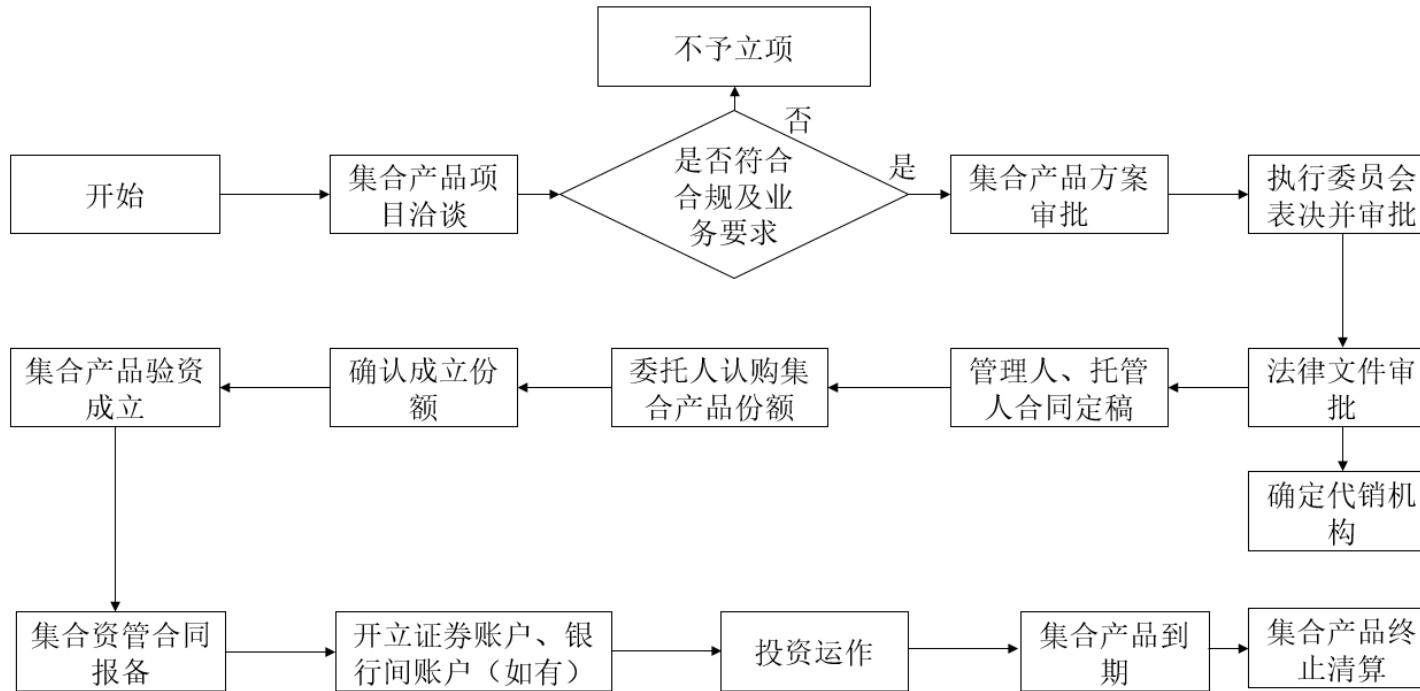 不予立项
否
开始
集合产品项
目洽谈
是否符合
合规及业
务要求
是
集合产品方案
审批
执行委员会
表决并审批
集合产品验资
成立
确认成立份
额
委托人认购集
合产品份额
管理人、托管
人合同定稿
法律文件审
批
确定代销机
构
集合资管合同
报备
开立证券账户、银
行间账户（如有）
投资运作
集合产品到
期
集合产品终
止清算